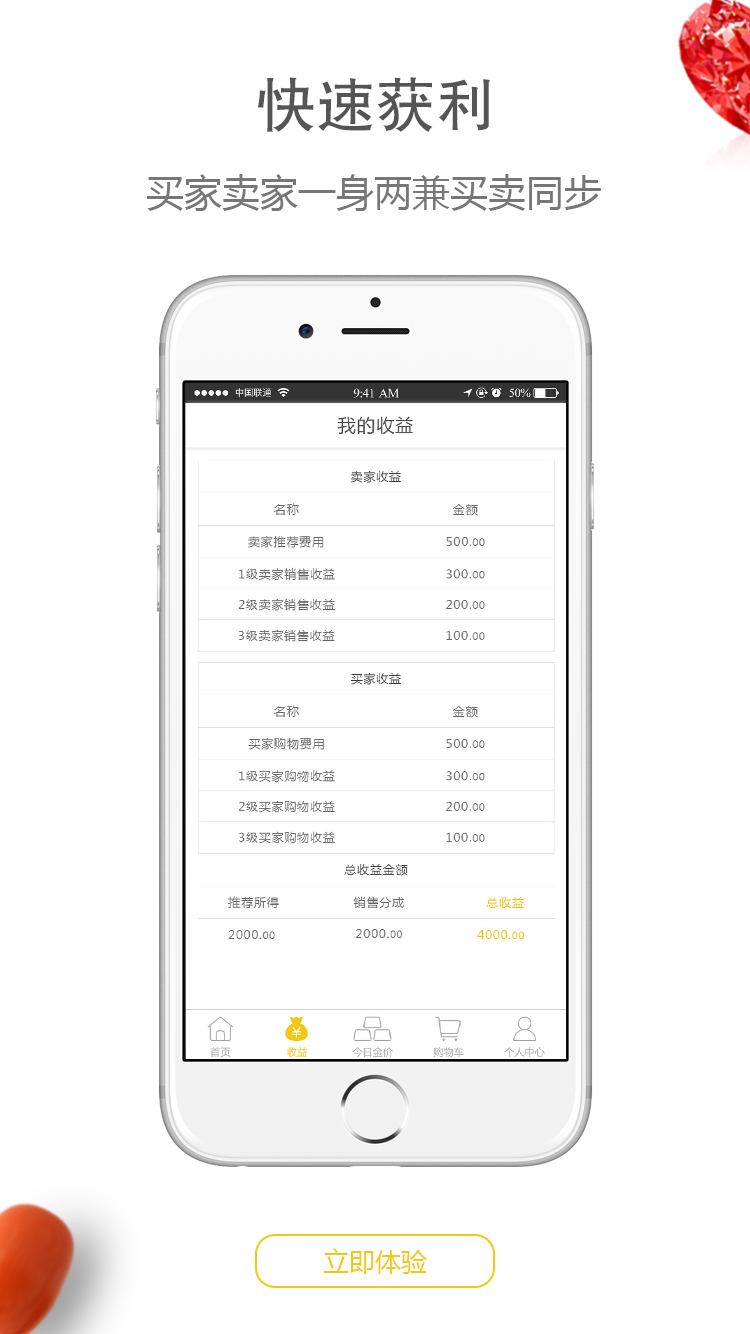 快速获利
买家卖家一身两兼买卖同步
中国联通 9:41 AM 50%
我的收益
卖家收益
名称 金额
卖家推荐费用 500.00
1级卖家销售收益 300.00
2级卖家销售收益 200.00
3级卖家销售收益 100.00
买家收益
名称 金额
买家购物费用 500.00
1级买家购物收益 300.00
2级买家购物收益 200.00
3级买家购物收益 100.00
总收益金额
推荐所得 销售分成 总收益
2000.00 2000.00 4000.00
首页 收益 今日金价 购物车 个人中心
立即体验